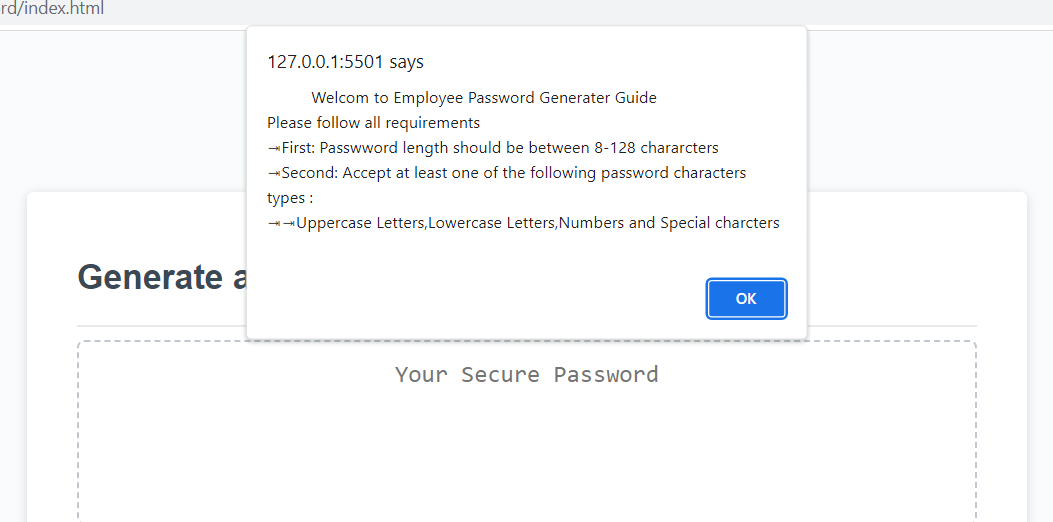 rd/index.html
127.0.0.1:5501 says
Welcom to Employee Password Generater Guide
Please follow all requirements
→First: Passwword length should be between 8-128 chararcters
→Second: Accept at least one of the following password characters
types :
→→Uppercase Letters,Lowercase Letters,Numbers and Special charcters
OK
Generate a
Your Secure Password